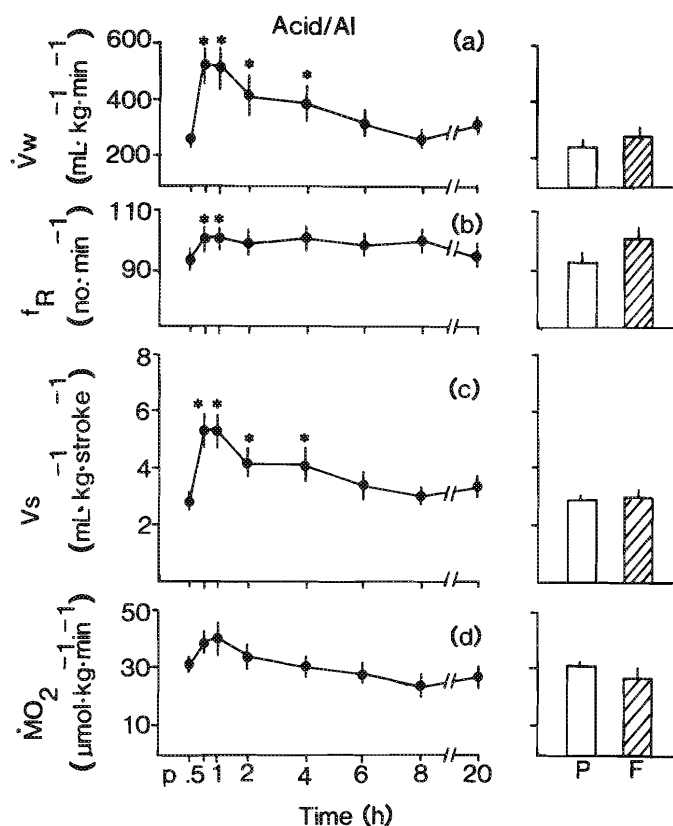 Acid/Al
(a)
600
400
200
V̇w
(mL·kg⁻¹·min⁻¹)
* * * *
(b)
110
90
fR
(no·min⁻¹)
* *
(c)
8
6
4
2
Vs
(mL·kg⁻¹·stroke⁻¹)
* * * *
(d)
50
30
10
ṀO₂
(µmol·kg⁻¹·min⁻¹)
p .5 1 2 4 6 8 20
P F
Time (h)